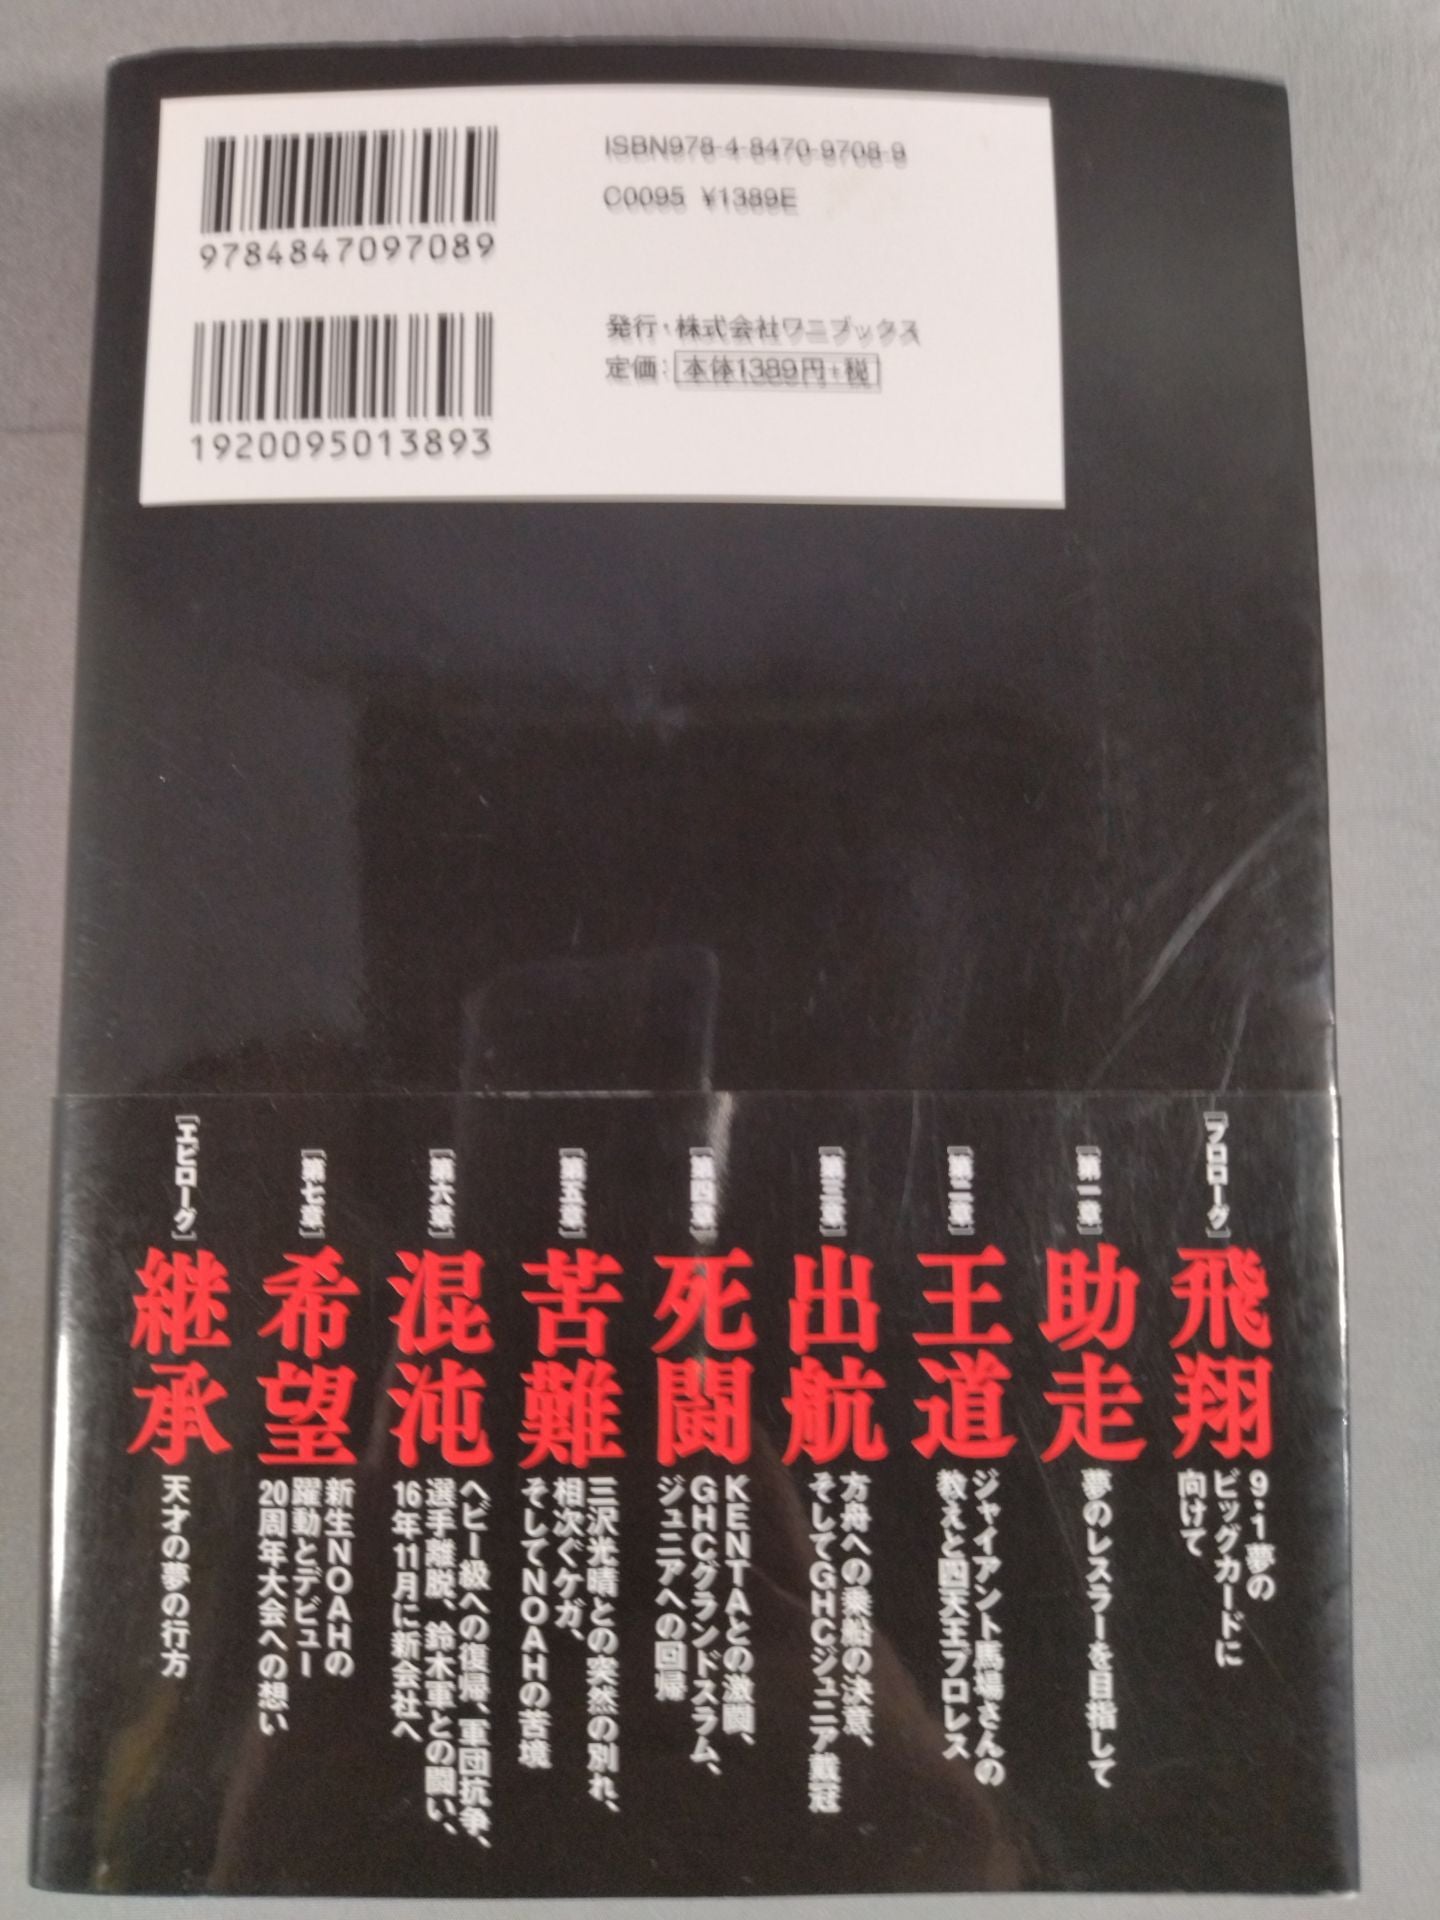 ISBN978-4-8470-9708-9
C0095 ¥1389E
9784847097089
発行・株式会社ワニブックス
定価：本体1389円+税
1920095013893
[プロローグ]
飛翔
9・1夢の
ビッグカードに
向けて
[第一章]
助走
夢のレスラーを目指して
[第二章]
王道
ジャイアント馬場さんの
教えと四天王プロレス
[第三章]
出航
方舟への乗船の決意、
そしてGHCジュニア戴冠
[第四章]
死闘
KENTAとの激闘、
GHCグランドスラム、
ジュニアへの回帰
[第五章]
苦難
三沢光晴との突然の別れ、
相次ぐケガ、
そしてNOAHの苦境
[第六章]
混沌
ヘビー級への復帰、軍団抗争、
選手離脱、鈴木軍との闘い、
16年11月に新会社へ
[第七章]
希望
新生NOAHの
躍動とデビュー
20周年大会への想い
[エピローグ]
継承
天才の夢の行方